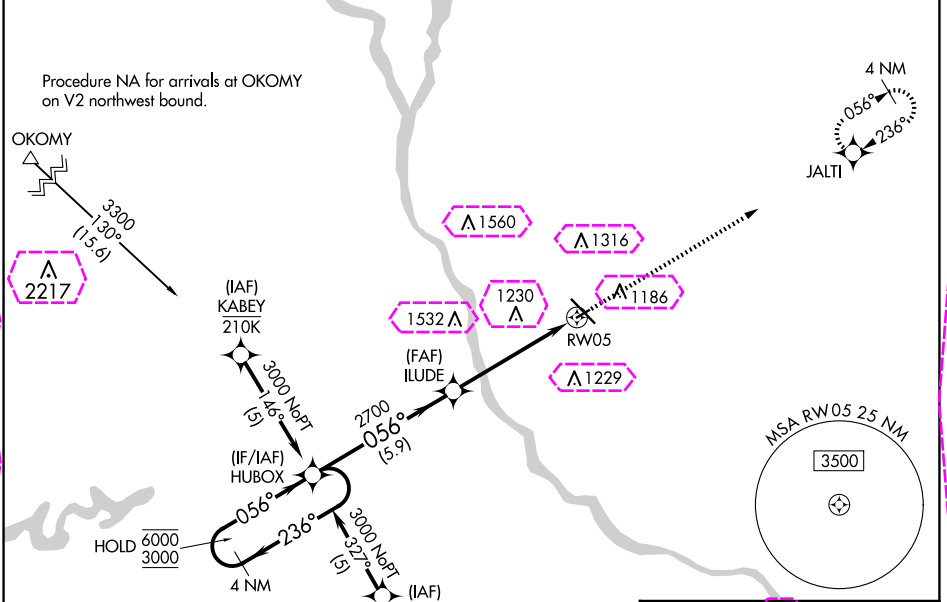 Procedure NA for arrivals at OKOMY
on V2 northwest bound.
OKOMY
3300
130°
(15.6)
2217
4 NM
056°
236°
JALTI
1560
1316
1230
1186
1532
RW05
1229
(IAF)
KABEY
210K
3000 NoPT
146°
(5)
(FAF)
ILUDE
2700
056°
(5.9)
(IF/IAF)
HUBOX
056°
236°
HOLD 6000
3000
4 NM
3000 NoPT
327°
(5)
(IAF)
MSA RW05 25 NM
3500